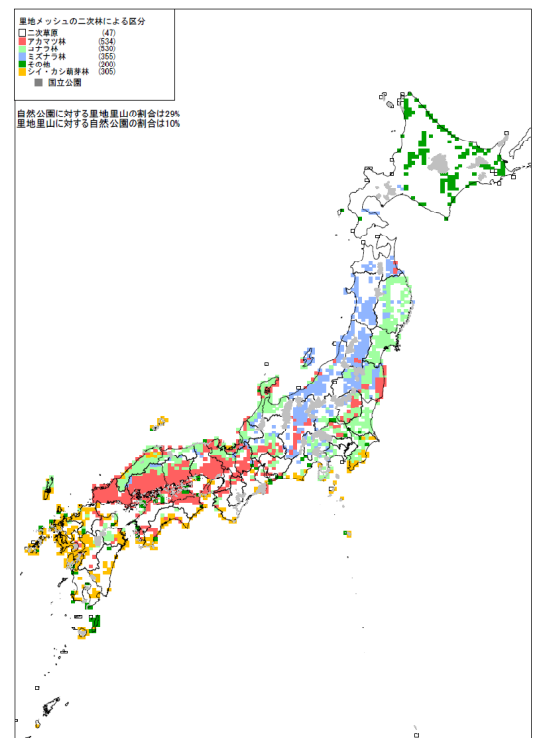 里地メッシュの二次林による区分
二次草原 (47)
アカマツ林 (534)
コナラ林 (530)
ミズナラ林 (355)
その他 (200)
シイ・カシ萌芽林 (305)
国立公園
自然公園に対する里地里山の割合は29%
里地里山に対する自然公園の割合は10%